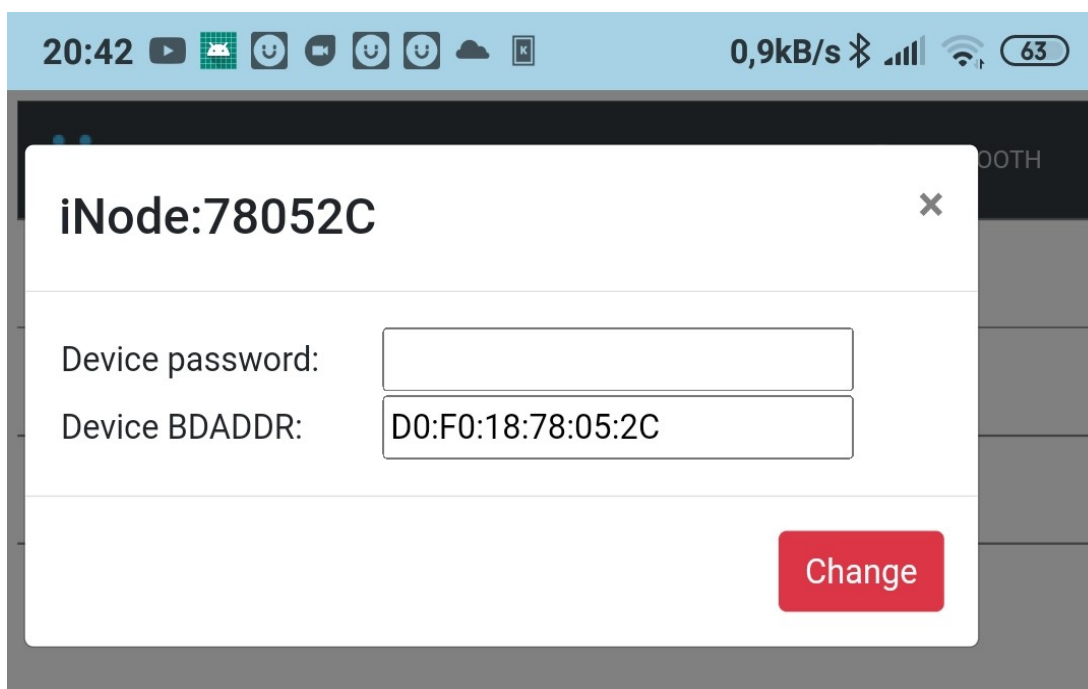 20:42 0,9kB/s 63
OOTH
iNode:78052C ×
Device password:
Device BDADDR: D0:F0:18:78:05:2C
Change